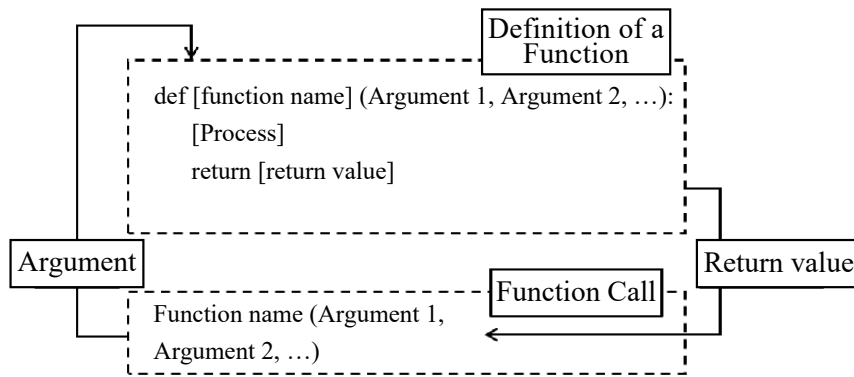 Definition of a
Function
def [function name] (Argument 1, Argument 2, …):
[Process]
return [return value]
Argument
Return value
Function Call
Function name (Argument 1,
Argument 2, …)